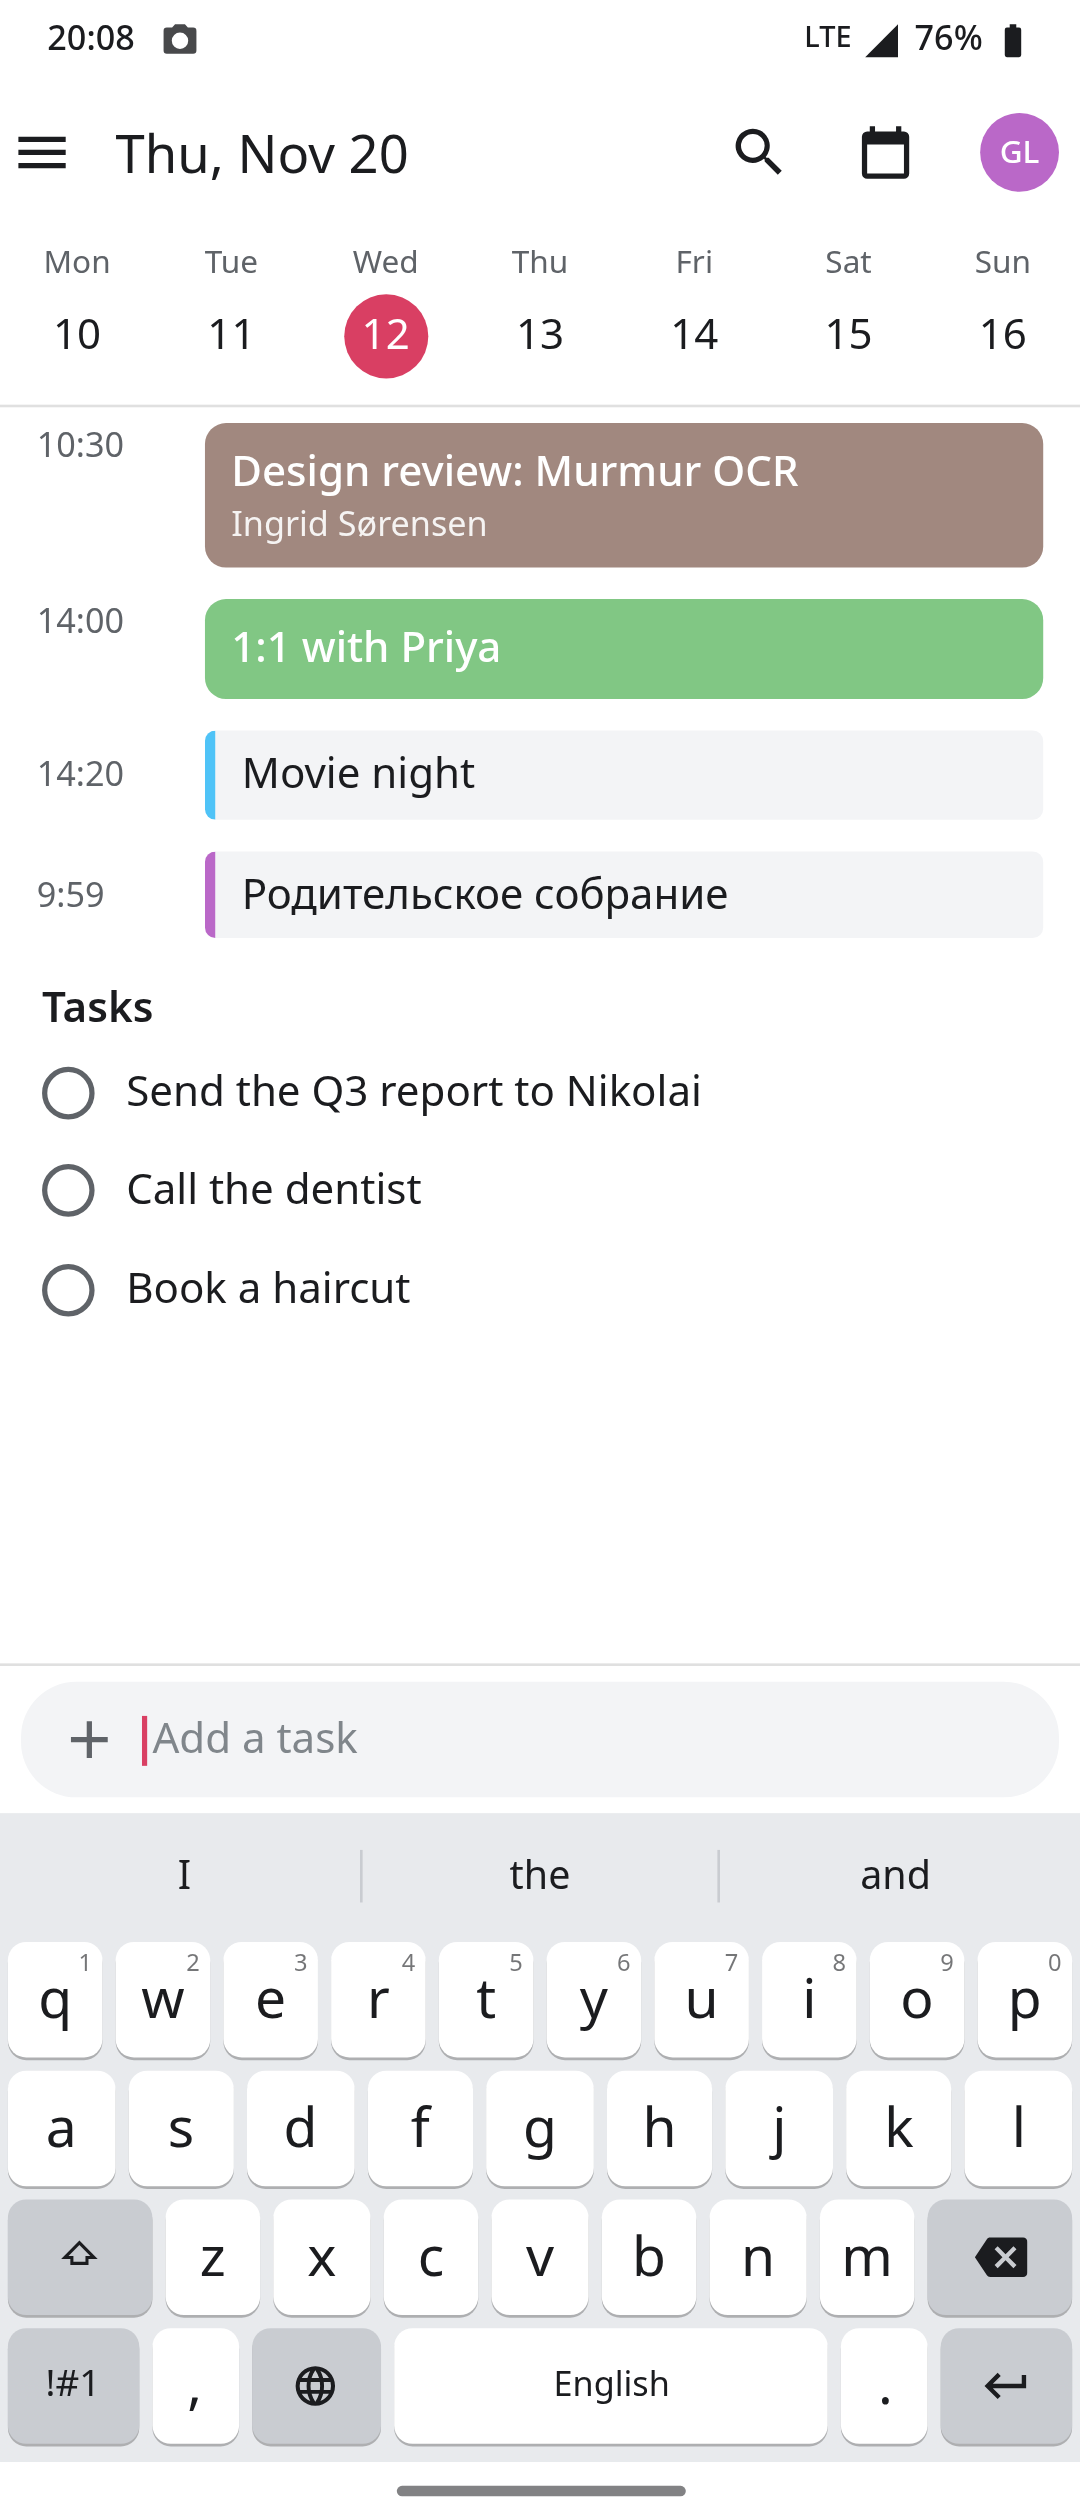 20:08 LTE 76%
Thu, Nov 20 GL
Mon Tue Wed Thu Fri Sat Sun
10 11 12 13 14 15 16
10:30 Design review: Murmur OCR
Ingrid Sørensen
14:00 1:1 with Priya
14:20 Movie night
9:59 Родительское собрание
Tasks
Send the Q3 report to Nikolai
Call the dentist
Book a haircut
Add a task
I the and
1 2 3 4 5 6 7 8 9 0
q w e r t y u i o p
a s d f g h j k l
z x c v b n m
!#1 , English .